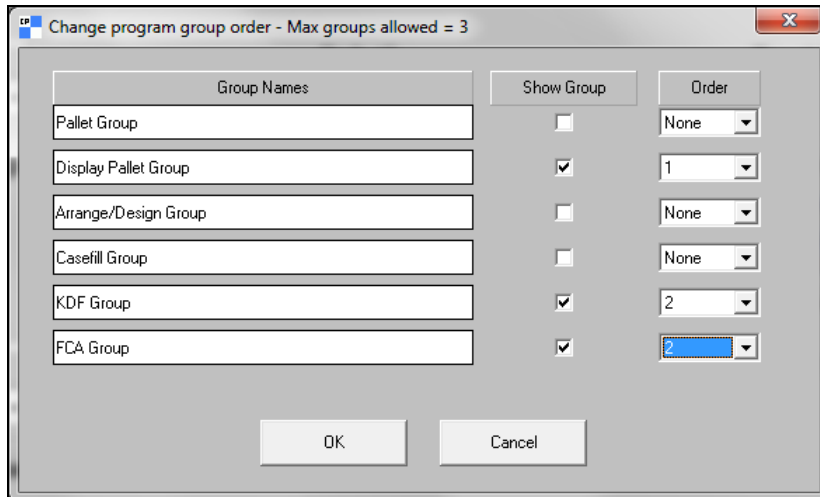 CP Change program group order - Max groups allowed = 3
Group Names Show Group Order
Pallet Group None
Display Pallet Group 1
Arrange/Design Group None
Casefill Group None
KDF Group 2
FCA Group 2
OK Cancel